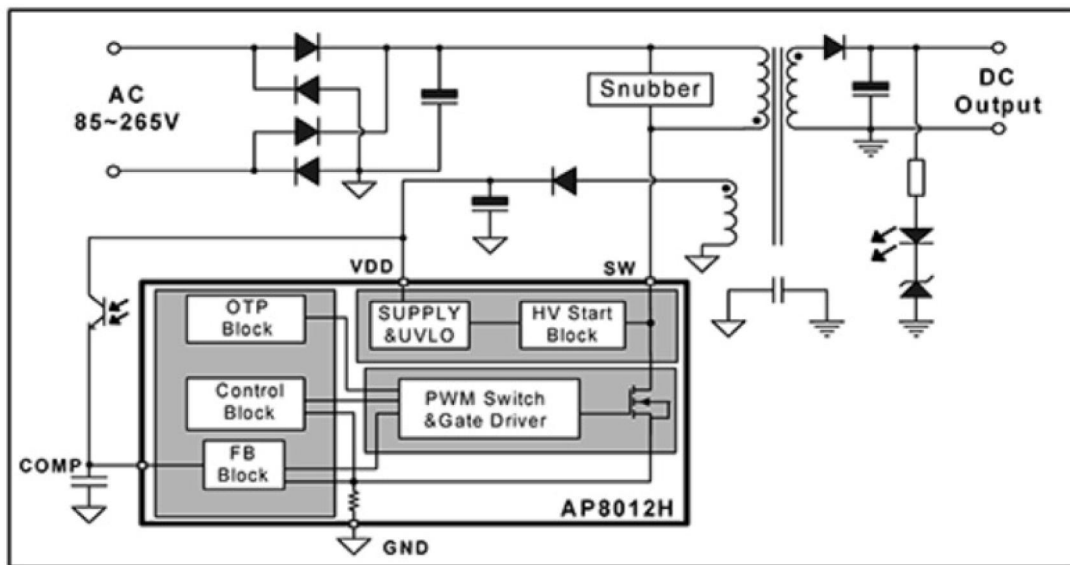 AC
85~265V
Snubber
DC
Output
VDD
SW
OTP
Block
SUPPLY
&UVLO
HV Start
Block
Control
Block
PWM Switch
&Gate Driver
FB
Block
COMP
AP8012H
GND